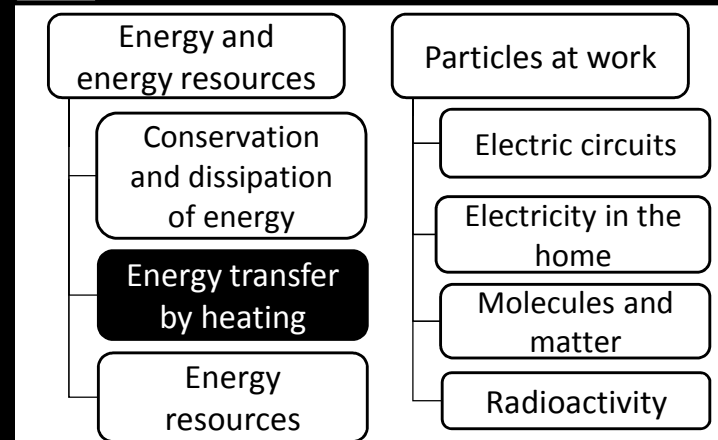 Energy and
energy resources
Conservation
and dissipation
of energy
Energy transfer
by heating
Energy
resources
Particles at work
Electric circuits
Electricity in the
home
Molecules and
matter
Radioactivity